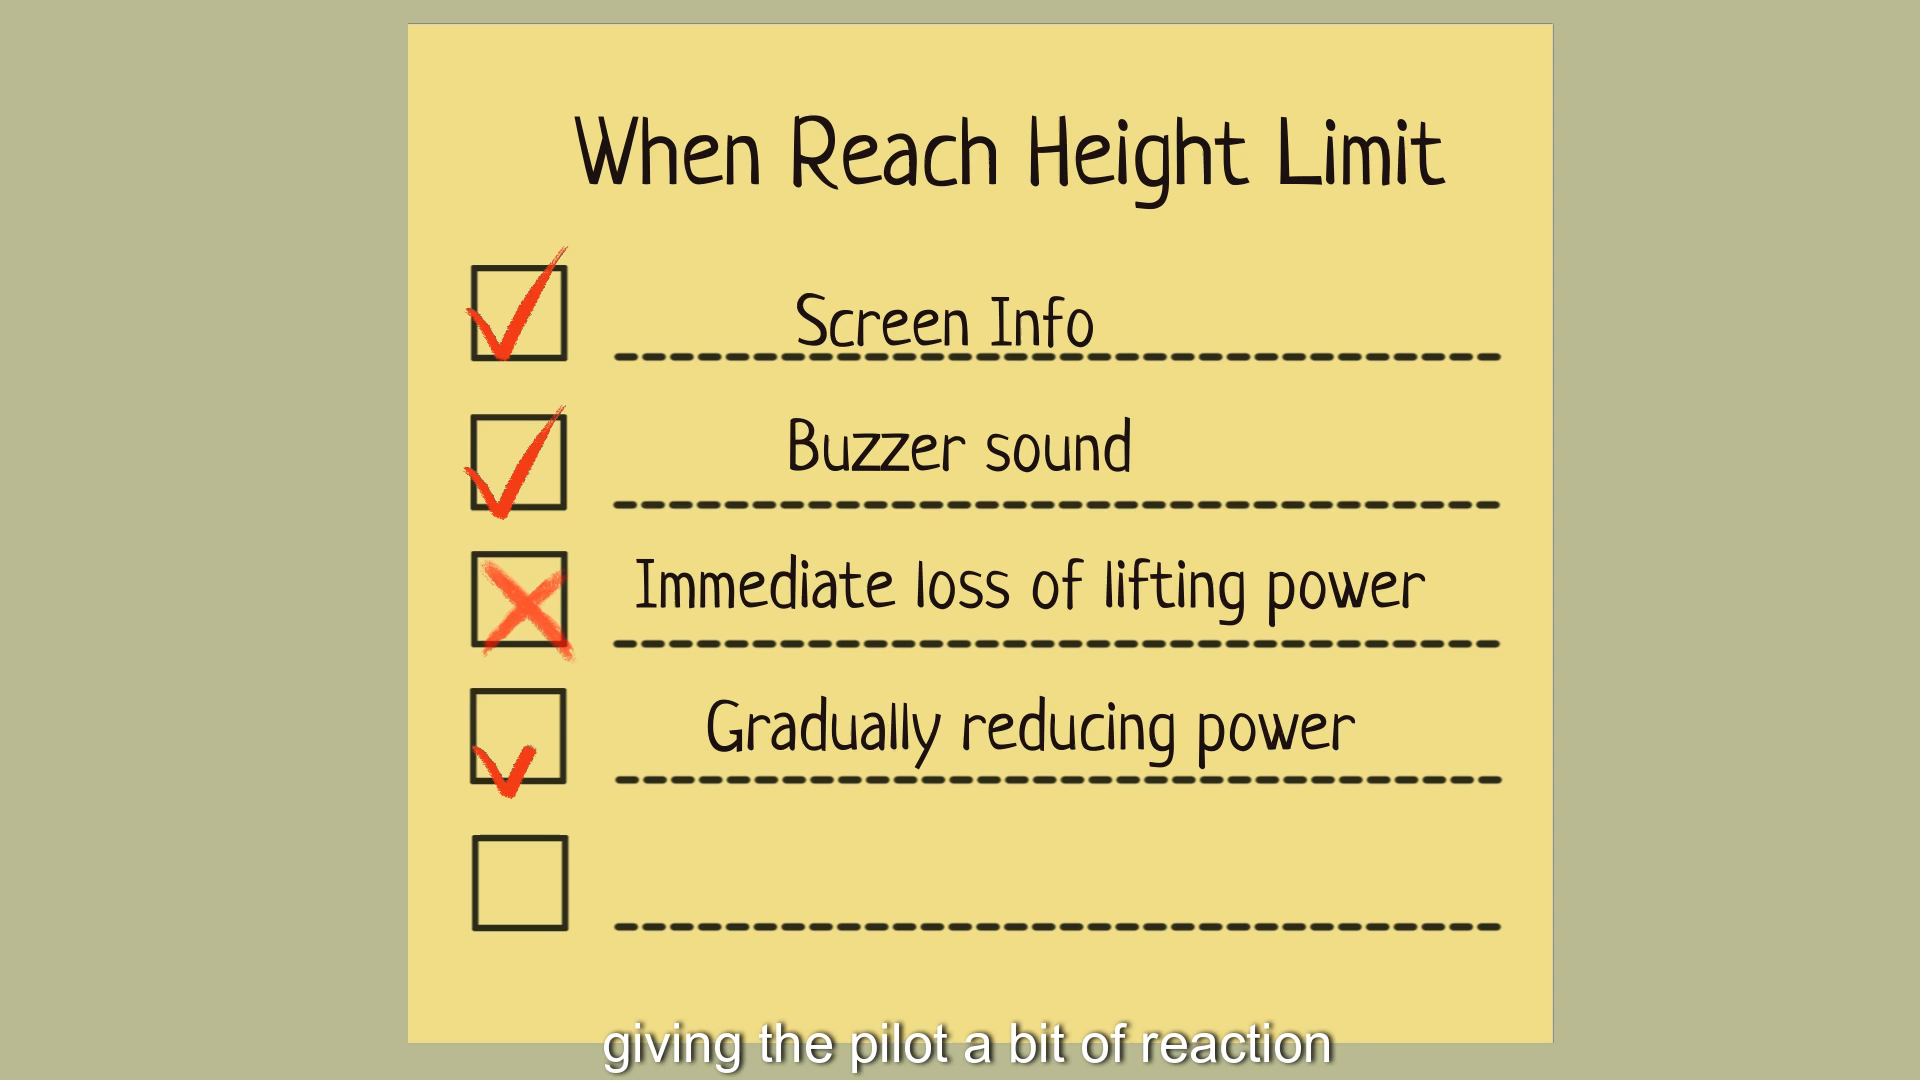 When Reach Height Limit
Screen Info
Buzzer sound
Immediate loss of lifting power
Gradually reducing power
giving the pilot a bit of reaction